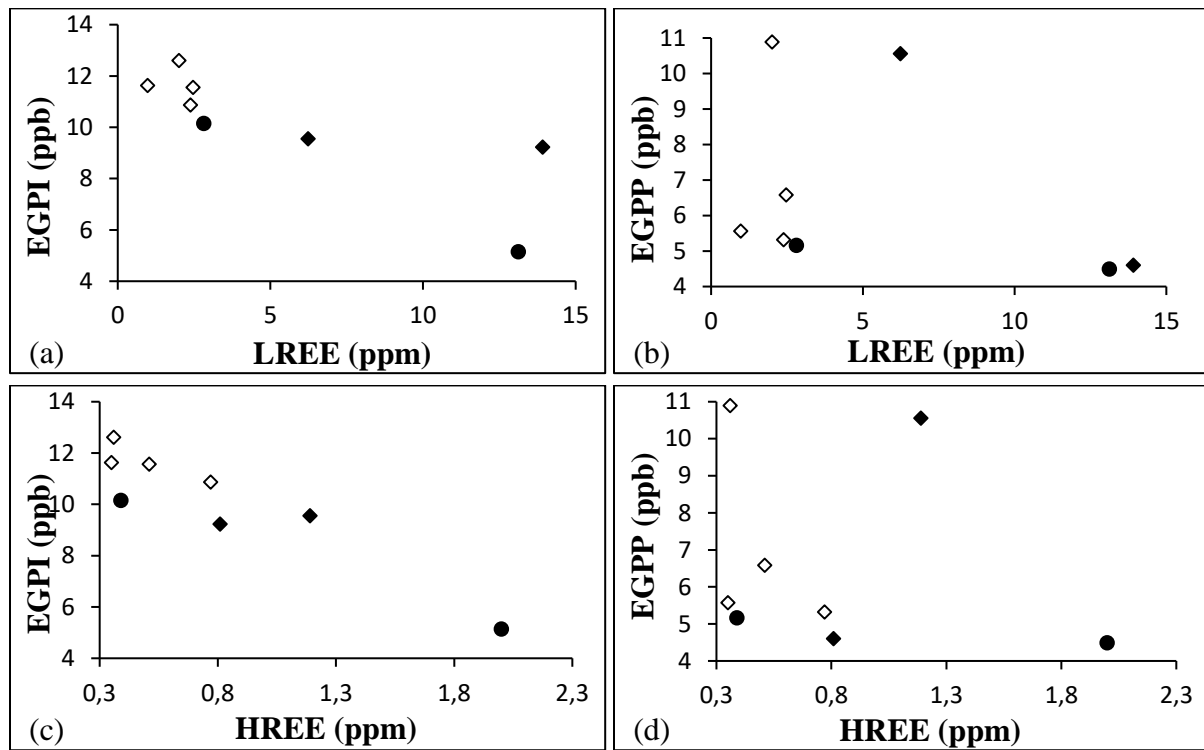 14
12
10
8
6
4
EGPI (ppb)
0 5 10 15
(a) LREE (ppm)
11
10
9
8
7
6
5
4
EGPP (ppb)
0 5 10 15
(b) LREE (ppm)
14
12
10
8
6
4
EGPI (ppb)
0,3 0,8 1,3 1,8 2,3
(c) HREE (ppm)
11
10
9
8
7
6
5
4
EGPP (ppb)
0,3 0,8 1,3 1,8 2,3
(d) HREE (ppm)